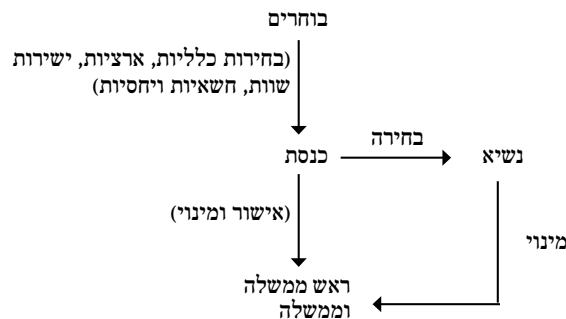 בוחרים
(בחירות כלליות, ארציות, ישירות
שוות, חשאיות ויחסיות)
בחירה
כנסת
נשיא
(אישור ומינוי)
מינוי
ראש ממשלה
וממשלה